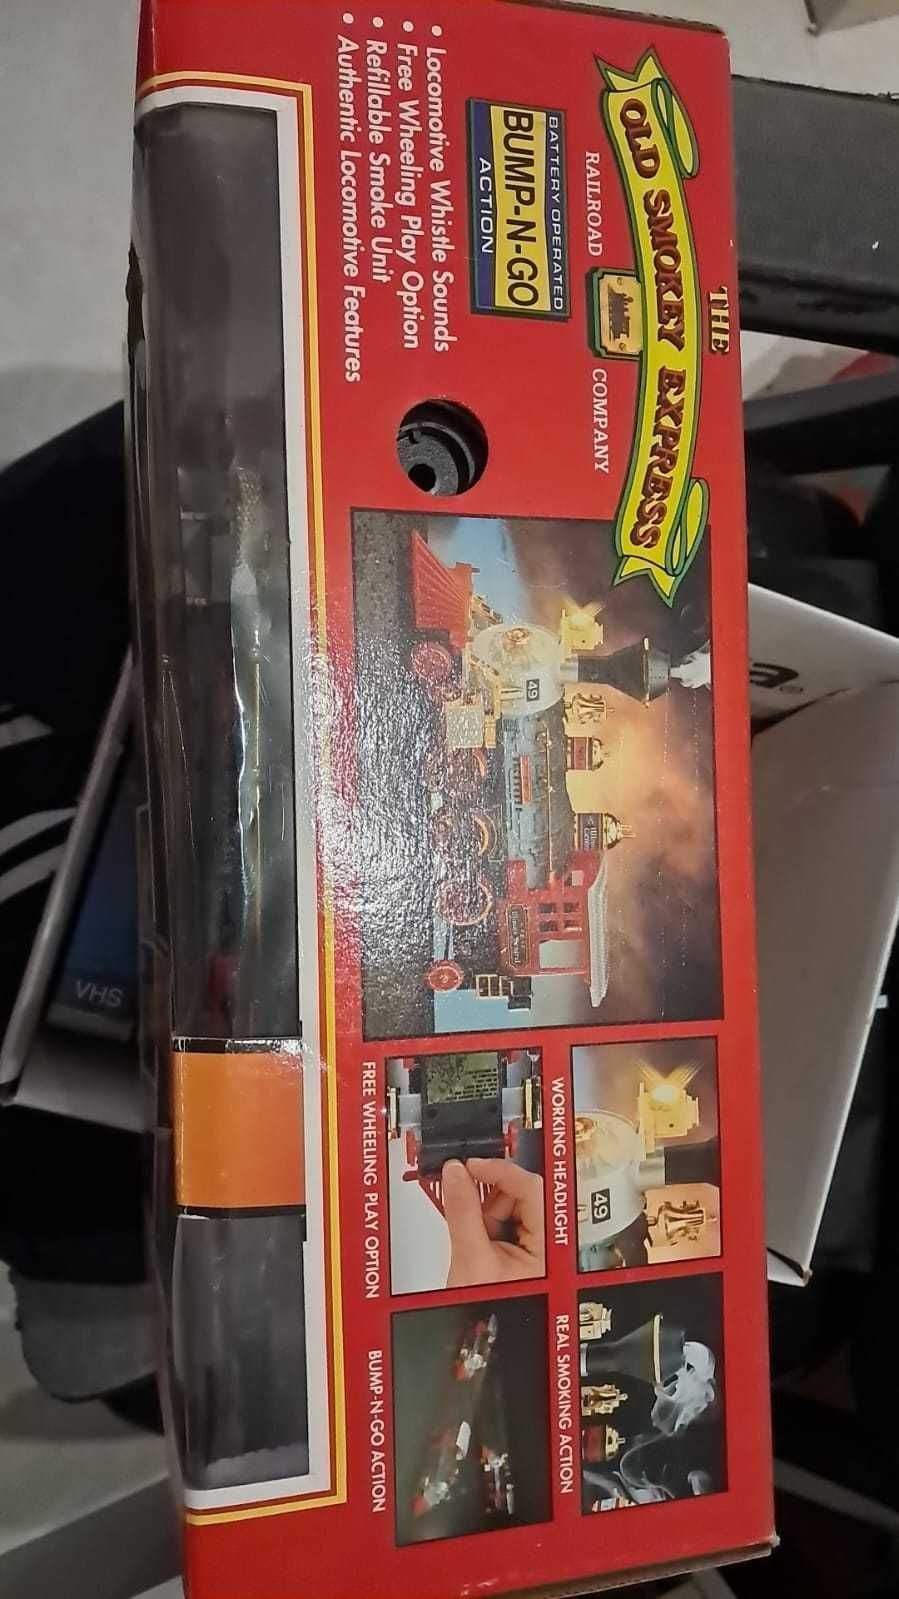 THE
OLD SMOKEY EXPRESS
RAILROAD COMPANY
BATTERY OPERATED
BUMP-N-GO
ACTION
• Locomotive Whistle Sounds
• Free Wheeling Play Option
• Refillable Smoke Unit
• Authentic Locomotive Features
49
WORKING HEADLIGHT
49
REAL SMOKING ACTION
FREE WHEELING PLAY OPTION
BUMP-N-GO ACTION
VHS